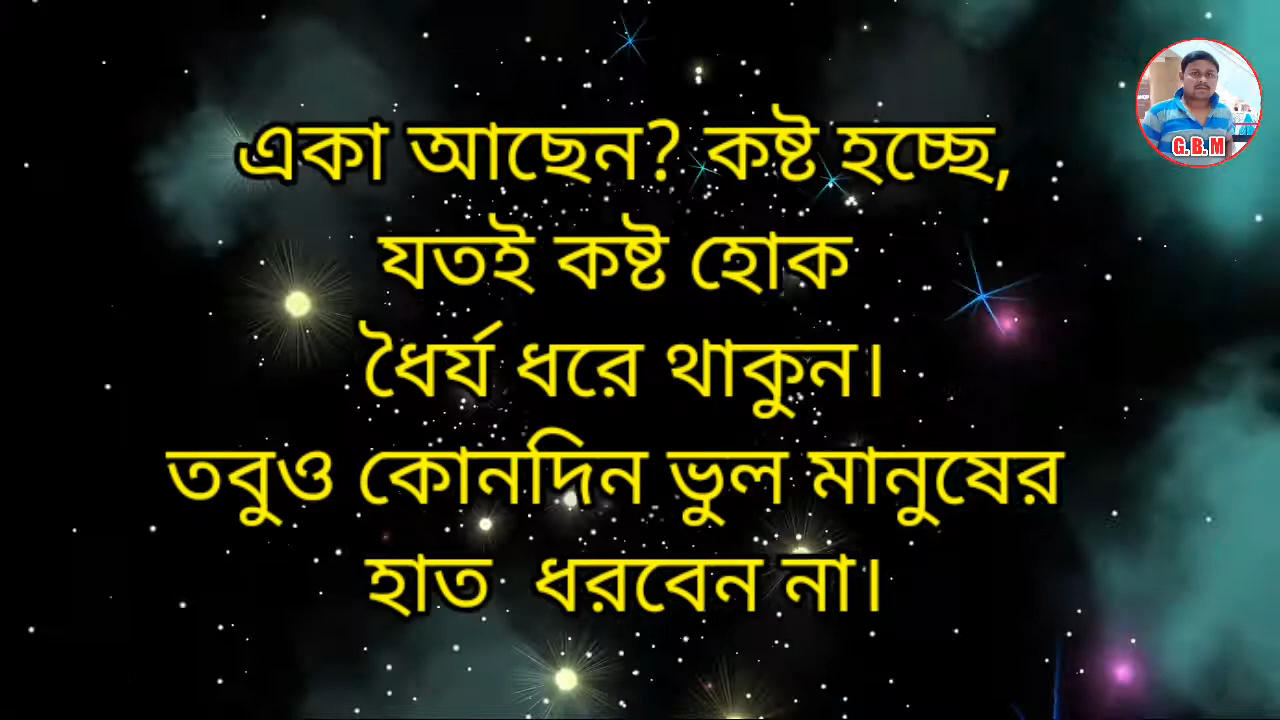 একা আছেন? কষ্ট হচ্ছে,
যতই কষ্ট হোক
ধৈর্য ধরে থাকুন।
তবুও কোনদিন ভুল মানুষের
হাত ধরবেন না।
G.B.M